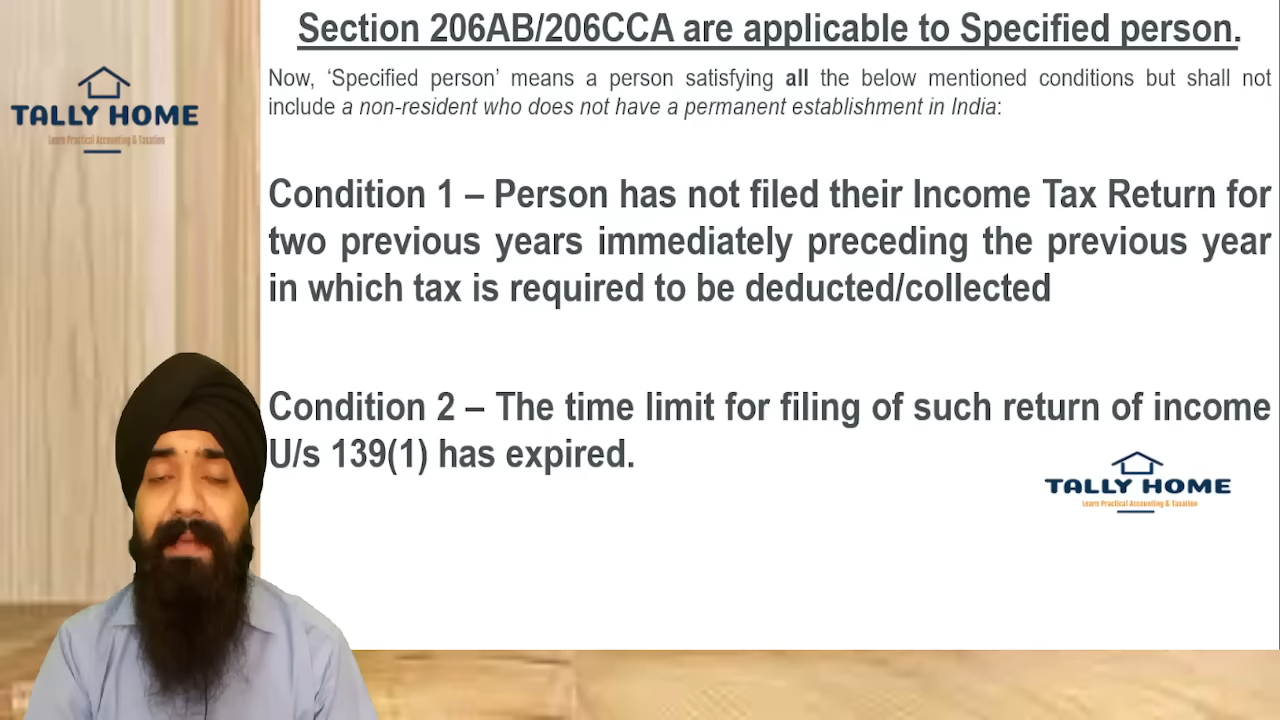 Section 206AB/206CCA are applicable to Specified person.
TALLY HOME
Learn Practical Accounting & Taxation
Now, ‘Specified person’ means a person satisfying all the below mentioned conditions but shall not
include a non-resident who does not have a permanent establishment in India:
Condition 1 – Person has not filed their Income Tax Return for
two previous years immediately preceding the previous year
in which tax is required to be deducted/collected
Condition 2 – The time limit for filing of such return of income
U/s 139(1) has expired.
TALLY HOME
Learn Practical Accounting & Taxation